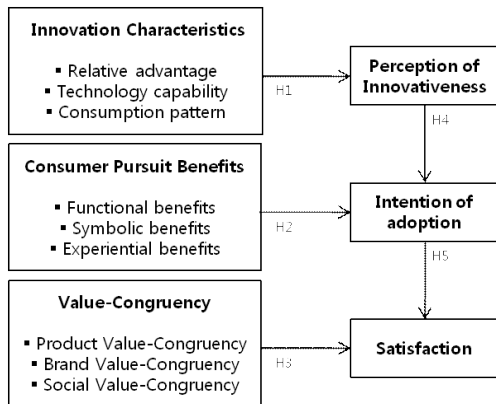 Innovation Characteristics
▪ Relative advantage
▪ Technology capability
▪ Consumption pattern
H1
Perception of
Innovativeness
H4
Consumer Pursuit Benefits
▪ Functional benefits
▪ Symbolic benefits
▪ Experiential benefits
H2
Intention of
adoption
H5
Value-Congruency
▪ Product Value-Congruency
▪ Brand Value-Congruency
▪ Social Value-Congruency
H3
Satisfaction